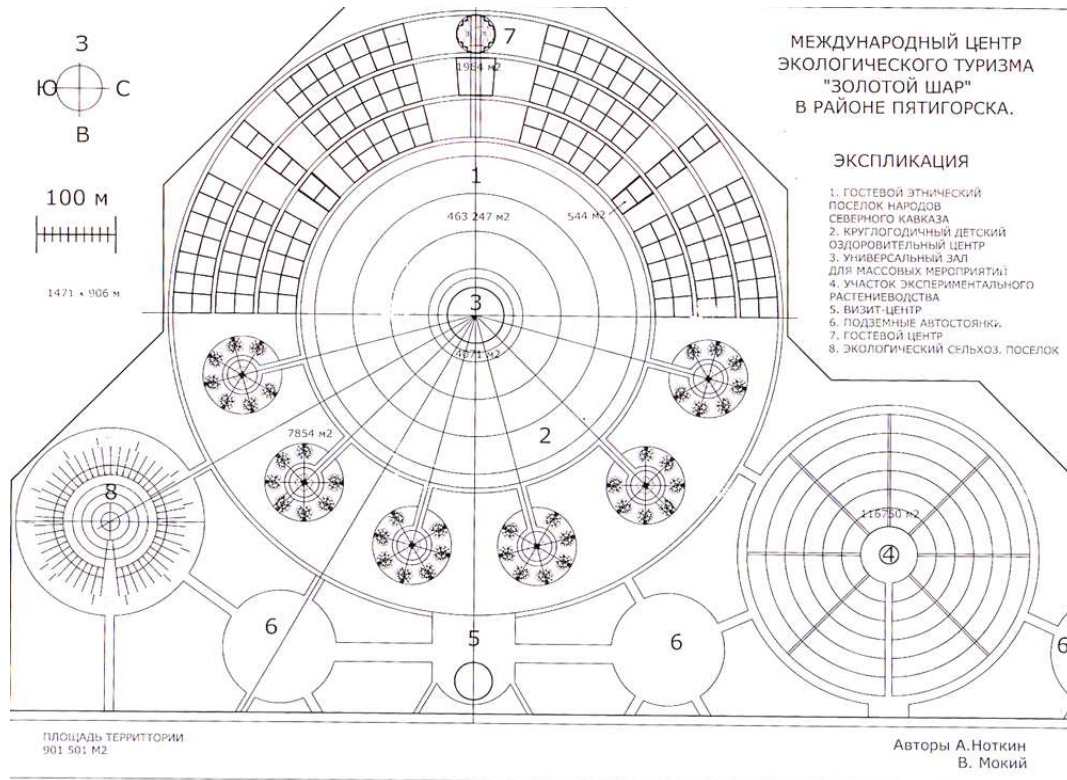 З
Ю С
В
100 м
1471 × 906 м
7
1984 м2
1
463 247 м2
544 м2
3
4071 м2
2
7854 м2
8
6
5
6
116750 м2
4
6
МЕЖДУНАРОДНЫЙ ЦЕНТР
ЭКОЛОГИЧЕСКОГО ТУРИЗМА
"ЗОЛОТОЙ ШАР"
В РАЙОНЕ ПЯТИГОРСКА.
ЭКСПЛИКАЦИЯ
1. ГОСТЕВОЙ ЭТНИЧЕСКИЙ
ПОСЕЛОК НАРОДОВ
СЕВЕРНОГО КАВКАЗА
2. КРУГЛОГОДИЧНЫЙ ДЕТСКИЙ
ОЗДОРОВИТЕЛЬНЫЙ ЦЕНТР
3. УНИВЕРСАЛЬНЫЙ ЗАЛ
ДЛЯ МАССОВЫХ МЕРОПРИЯТИЙ
4. УЧАСТОК ЭКСПЕРИМЕНТАЛЬНОГО
РАСТЕНИЕВОДСТВА
5. ВИЗИТ-ЦЕНТР
6. ПОДЗЕМНЫЕ АВТОСТОЯНКИ.
7. ГОСТЕВОЙ ЦЕНТР
8. ЭКОЛОГИЧЕСКИЙ СЕЛЬХОЗ. ПОСЕЛОК
ПЛОЩАДЬ ТЕРРИТТОРИИ
901 501 М2
Авторы А.Ноткин
В. Мокий